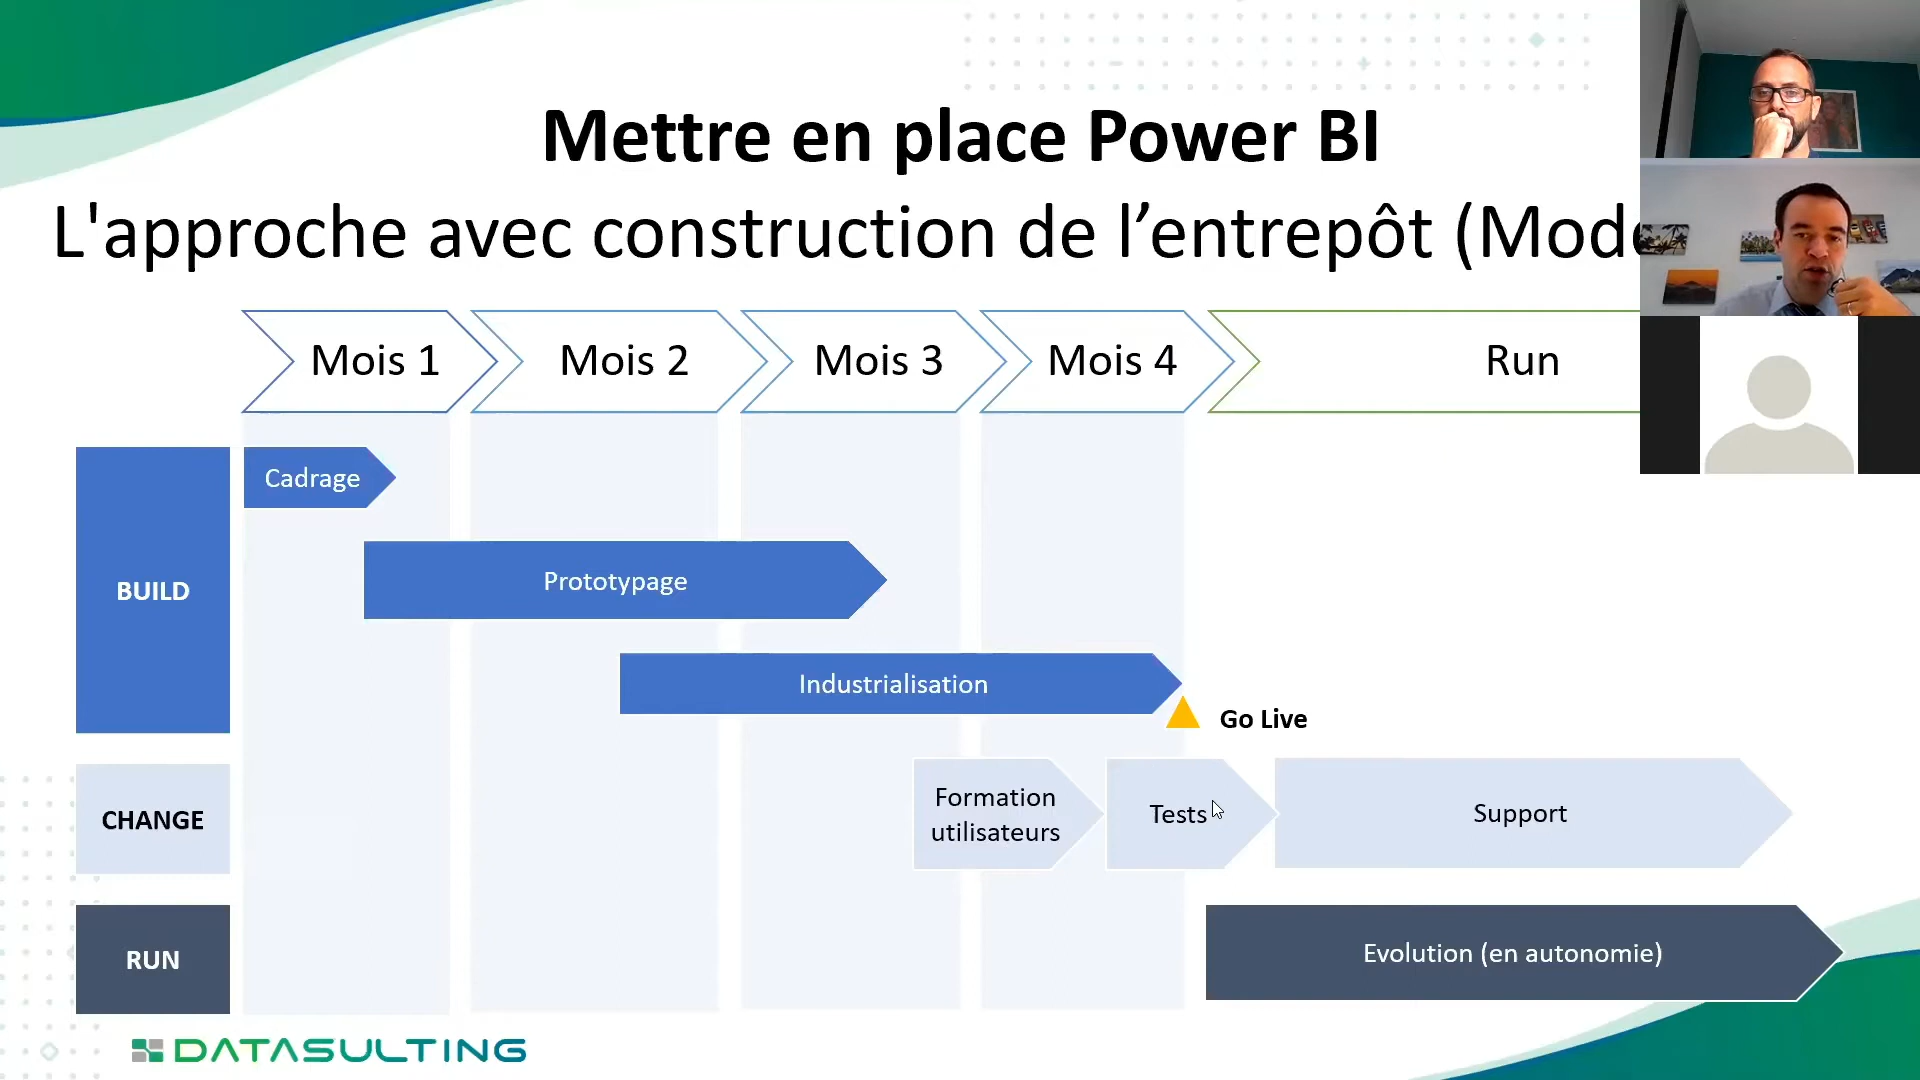 Mettre en place Power BI
L'approche avec construction de l’entrepôt
Mois 1
Mois 2
Mois 3
Mois 4
Run
BUILD
Cadrage
Prototypage
Industrialisation
Go Live
CHANGE
Formation
utilisateurs
Tests
Support
RUN
Evolution (en autonomie)
DATASULTING